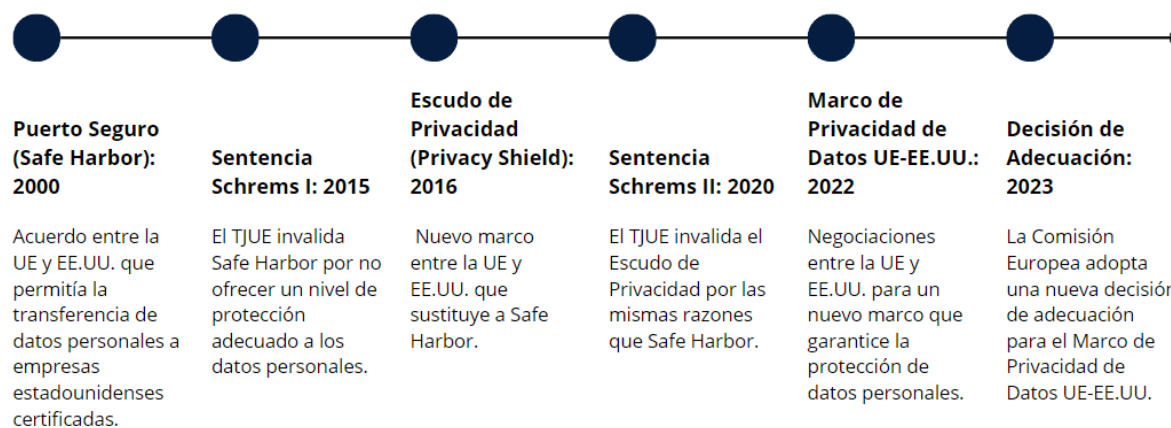 Puerto Seguro
(Safe Harbor):
2000
Acuerdo entre la
UE y EE.UU. que
permitía la
transferencia de
datos personales a
empresas
estadounidenses
certificadas.
Sentencia
Schrems I: 2015
El TJUE invalida
Safe Harbor por no
ofrecer un nivel de
protección
adecuado a los
datos personales.
Escudo de
Privacidad
(Privacy Shield):
2016
Nuevo marco
entre la UE y
EE.UU. que
sustituye a Safe
Harbor.
Sentencia
Schrems II: 2020
El TJUE invalida el
Escudo de
Privacidad por las
mismas razones
que Safe Harbor.
Marco de
Privacidad de
Datos UE-EE.UU.:
2022
Negociaciones
entre la UE y
EE.UU. para un
nuevo marco que
garantice la
protección de
datos personales.
Decisión de
Adecuación:
2023
La Comisión
Europea adopta
una nueva decisión
de adecuación
para el Marco de
Privacidad de
Datos UE-EE.UU.